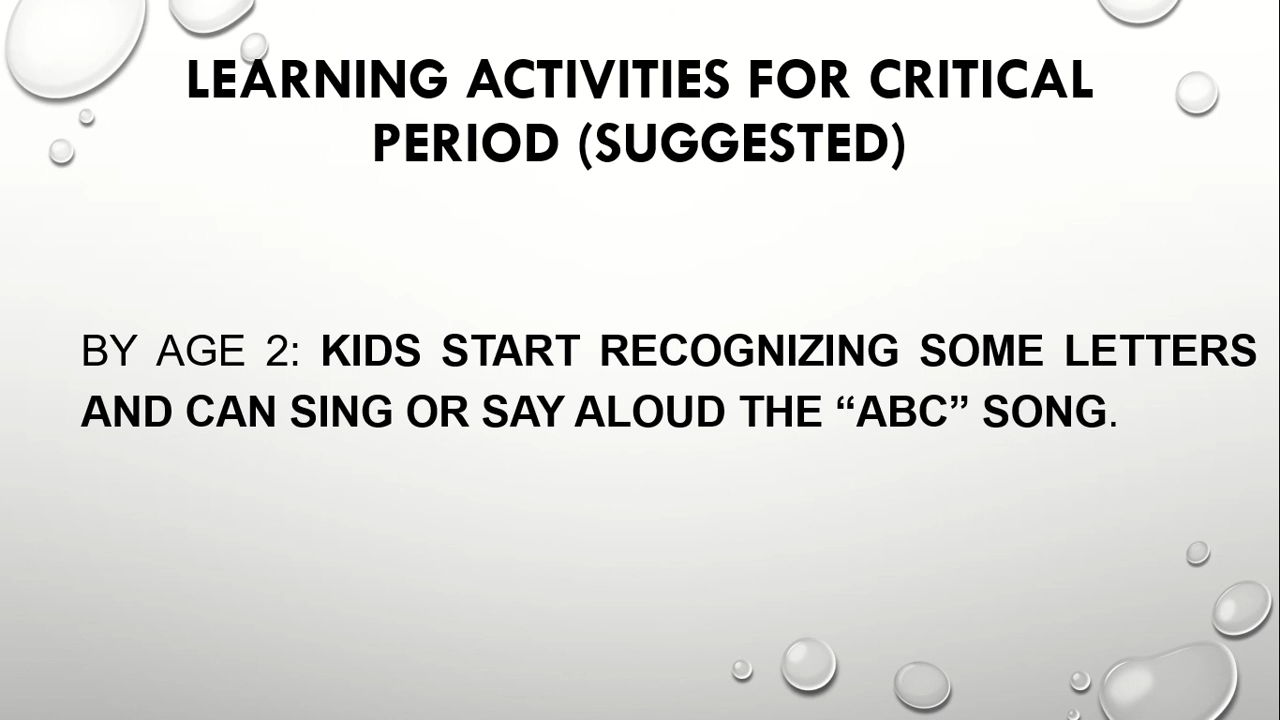 LEARNING ACTIVITIES FOR CRITICAL
PERIOD (SUGGESTED)
BY AGE 2: KIDS START RECOGNIZING SOME LETTERS
AND CAN SING OR SAY ALOUD THE “ABC” SONG.